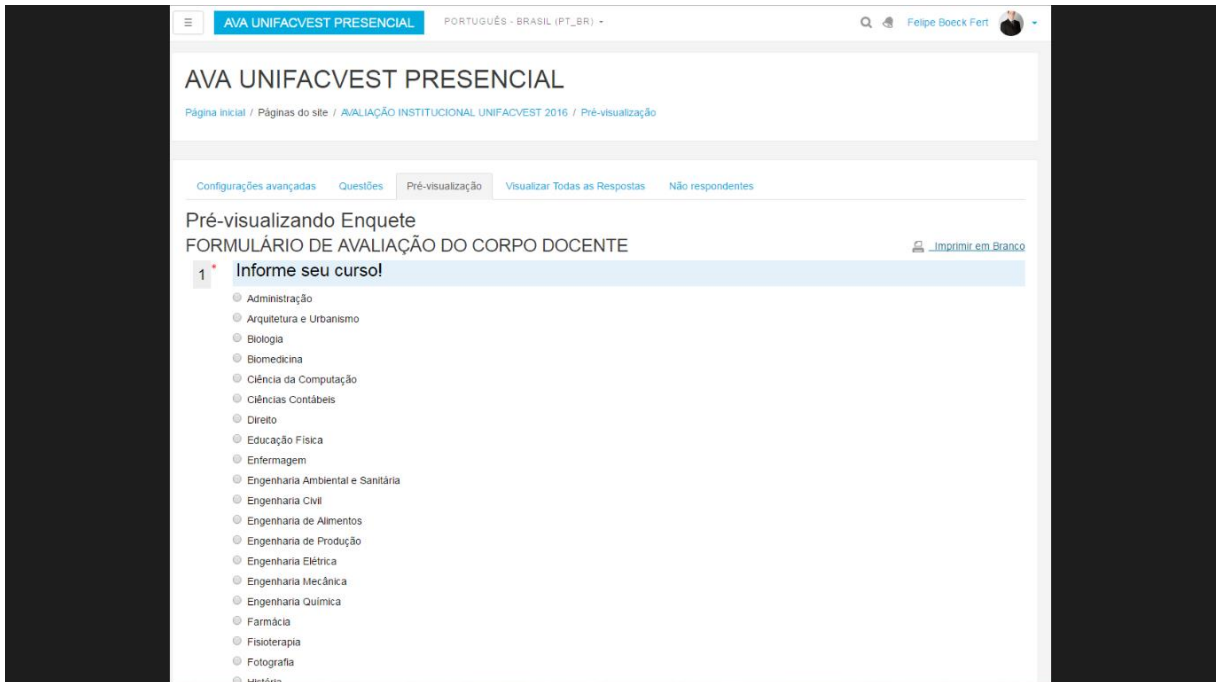 AVA UNIFACVEST PRESENCIAL PORTUGUÊS - BRASIL (PT_BR) Felipe Boeck Fert
AVA UNIFACVEST PRESENCIAL
Página inicial / Páginas do site / AVALIAÇÃO INSTITUCIONAL UNIFACVEST 2016 / Pré-visualização
Configurações avançadas Questões Pré-visualização Visualizar Todas as Respostas Não respondentes
Pré-visualizando Enquete
FORMULÁRIO DE AVALIAÇÃO DO CORPO DOCENTE Imprimir em Branco
1 * Informe seu curso!
Administração
Arquitetura e Urbanismo
Biologia
Biomedicina
Ciência da Computação
Ciências Contábeis
Direito
Educação Física
Enfermagem
Engenharia Ambiental e Sanitária
Engenharia Civil
Engenharia de Alimentos
Engenharia de Produção
Engenharia Elétrica
Engenharia Mecânica
Engenharia Química
Farmácia
Fisioterapia
Fotografia
História